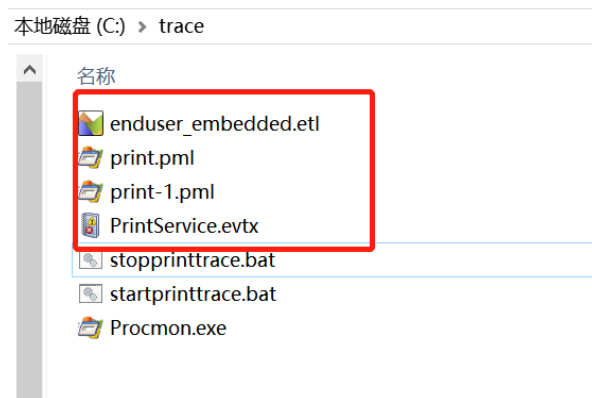 本地磁盘 (C:) › trace
名称
enduser_embedded.etl
print.pml
print-1.pml
PrintService.evtx
stopprinttrace.bat
startprinttrace.bat
Procmon.exe